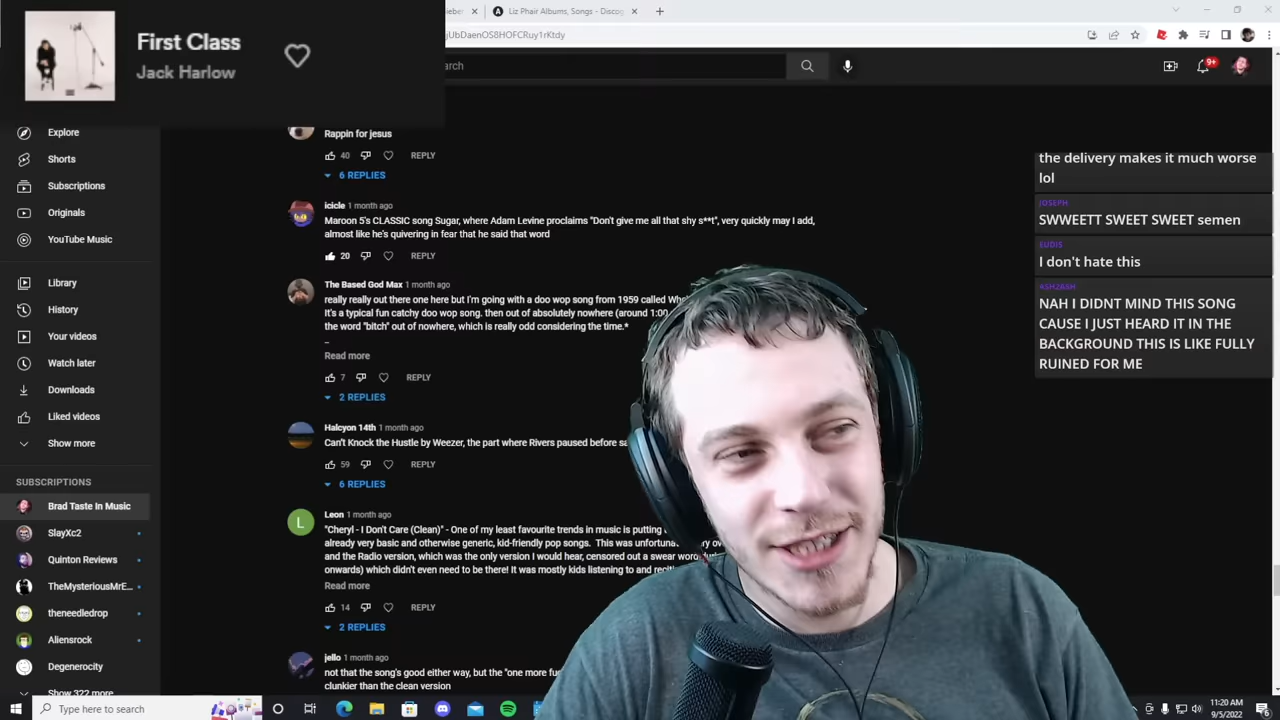 First Class
Jack Harlow
ieber
Liz Phair Albums, Songs - Discog
jUbDaenOS8HOFCRuy1rKtdy
rch
9+
Explore
Shorts
Subscriptions
Originals
YouTube Music
Library
History
Your videos
Watch later
Downloads
Liked videos
Show more
SUBSCRIPTIONS
Brad Taste In Music
SlayXc2
Quinton Reviews
TheMysteriousMrE...
theneedledrop
Aliensrock
Degenerocity
Show 322 more
Rappin for jesus
40 REPLY
6 REPLIES
icicle 1 month ago
Maroon 5's CLASSIC song Sugar, where Adam Levine proclaims "Don't give me all that shy s**t", very quickly may I add,
almost like he's quivering in fear that he said that word
20 REPLY
The Based God Max 1 month ago
really really out there one here but I'm going with a doo wop song from 1959 called
It's a typical fun catchy doo wop song. then out of absolutely nowhere (around 1:00
the word "bitch" out of nowhere, which is really odd considering the time.*
_
Read more
7 REPLY
2 REPLIES
Halcyon 14th 1 month ago
Can't Knock the Hustle by Weezer, the part where Rivers paused before
59 REPLY
6 REPLIES
L
Leon 1 month ago
"Cheryl - I Don't Care (Clean)" - One of my least favourite trends in music is putting
already very basic and otherwise generic, kid-friendly pop songs. This was
and the Radio version, which was the only version I would hear, censored out a swear word
onwards) which didn't even need to be there! It was mostly kids listening to and
Read more
14 REPLY
2 REPLIES
jello 1 month ago
not that the song's good either way, but the "one more
clunkier than the clean version
the delivery makes it much worse
lol
JOSEPH
SWWEETT SWEET SWEET semen
EUDIS
I don't hate this
ASH2ASH
NAH I DIDNT MIND THIS SONG
CAUSE I JUST HEARD IT IN THE
BACKGROUND THIS IS LIKE FULLY
RUINED FOR ME
Type here to search
11:20 AM
9/5/2022